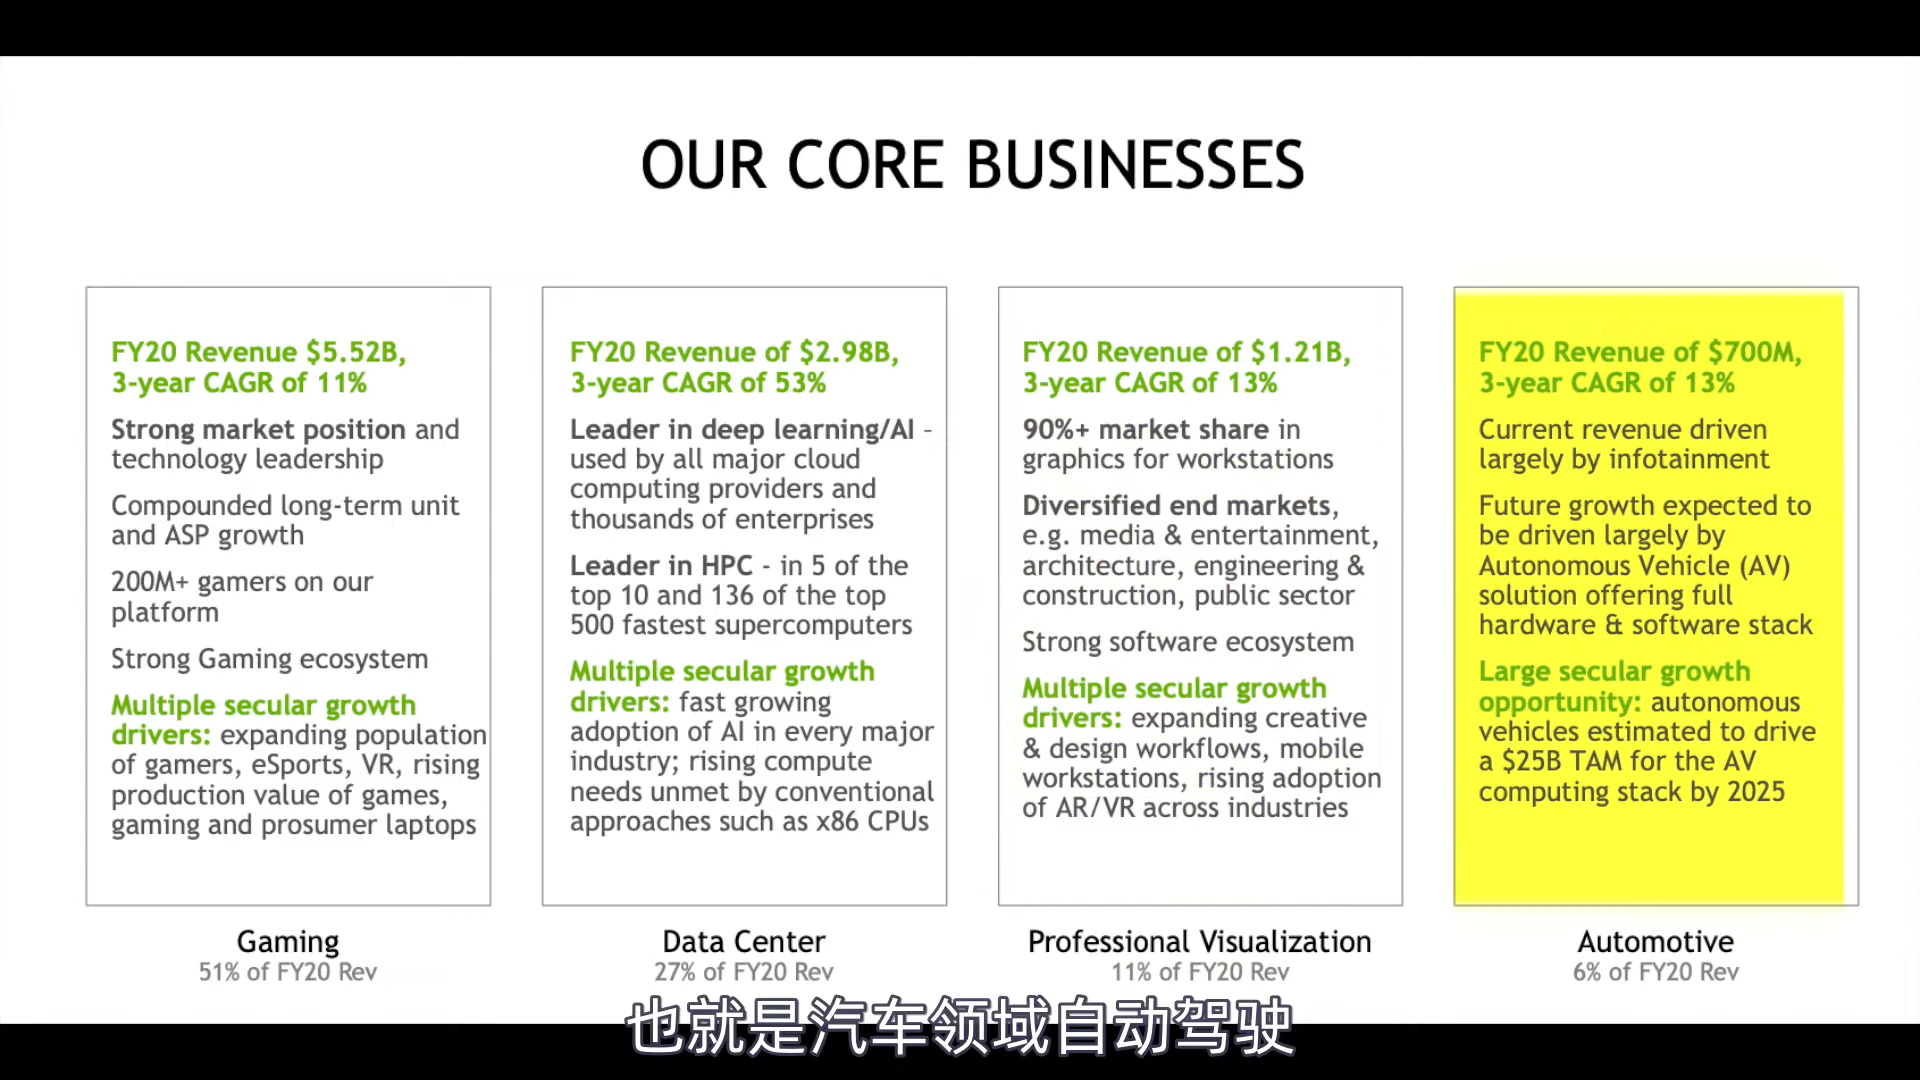 OUR CORE BUSINESSES
FY20 Revenue $5.52B,
3-year CAGR of 11%
Strong market position and
technology leadership
Compounded long-term unit
and ASP growth
200M+ gamers on our
platform
Strong Gaming ecosystem
Multiple secular growth
drivers: expanding population
of gamers, eSports, VR, rising
production value of games,
gaming and prosumer laptops
Gaming
51% of FY20 Rev
FY20 Revenue of $2.98B,
3-year CAGR of 53%
Leader in deep learning/AI -
used by all major cloud
computing providers and
thousands of enterprises
Leader in HPC - in 5 of the
top 10 and 136 of the top
500 fastest supercomputers
Multiple secular growth
drivers: fast growing
adoption of AI in every major
industry; rising compute
needs unmet by conventional
approaches such as x86 CPUs
Data Center
27% of FY20 Rev
FY20 Revenue of $1.21B,
3-year CAGR of 13%
90%+ market share in
graphics for workstations
Diversified end markets,
e.g. media & entertainment,
architecture, engineering &
construction, public sector
Strong software ecosystem
Multiple secular growth
drivers: expanding creative
& design workflows, mobile
workstations, rising adoption
of AR/VR across industries
Professional Visualization
11% of FY20 Rev
FY20 Revenue of $700M,
3-year CAGR of 13%
Current revenue driven
largely by infotainment
Future growth expected to
be driven largely by
Autonomous Vehicle (AV)
solution offering full
hardware & software stack
Large secular growth
opportunity: autonomous
vehicles estimated to drive
a $25B TAM for the AV
computing stack by 2025
Automotive
6% of FY20 Rev
也就是汽车领域自动驾驶